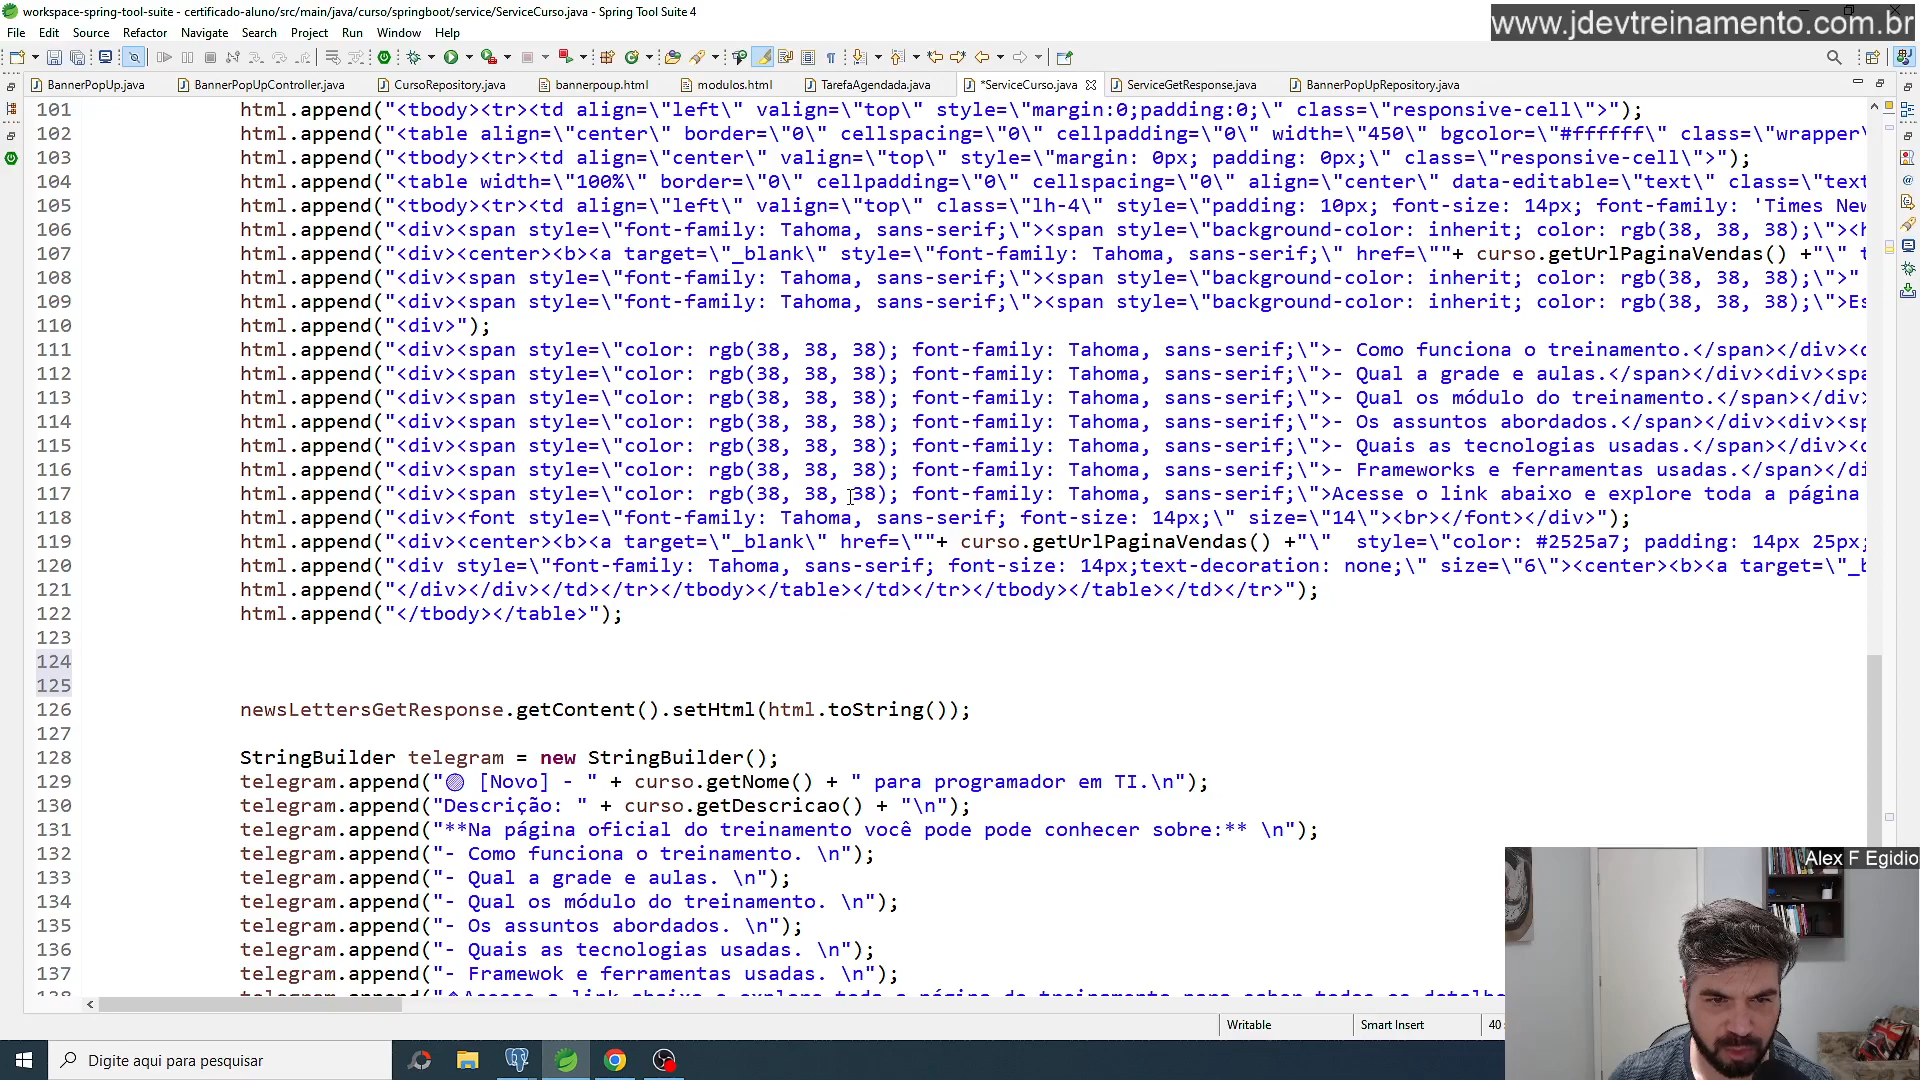 workspace-spring-tool-suite - certificado-aluno/src/main/java/curso/springboot/service/ServiceCurso.java - Spring Tool Suite 4
www.jdevtreinamento.com.br
File Edit Source Refactor Navigate Search Project Run Window Help
BannerPopUp.java BannerPopUpController.java CursoRepository.java bannerpoup.html modulos.html TarefaAgendada.java *ServiceCurso.java ServiceGetResponse.java BannerPopUpRepository.java
101 html.append("<tbody><tr><td align=\"left\" valign=\"top\" style=\"margin:0;padding:0;\" class=\"responsive-cell\">");
102 html.append("<table align=\"center\" border=\"0\" cellspacing=\"0\" cellpadding=\"0\" width=\"450\" bgcolor=\"#ffffff\" class=\"wrapper\
103 html.append("<tbody><tr><td align=\"center\" valign=\"top\" style=\"margin: 0px; padding: 0px;\" class=\"responsive-cell\">");
104 html.append("<table width=\"100%\" border=\"0\" cellpadding=\"0\" cellspacing=\"0\" align=\"center\" data-editable=\"text\" class=\"text
105 html.append("<tbody><tr><td align=\"left\" valign=\"top\" class=\"lh-4\" style=\"padding: 10px; font-size: 14px; font-family: 'Times New
106 html.append("<div><span style=\"font-family: Tahoma, sans-serif;\"><span style=\"background-color: inherit; color: rgb(38, 38, 38);\"><h
107 html.append("<div><center><b><a target=\"_blank\" style=\"font-family: Tahoma, sans-serif;\" href=\""+ curso.getUrlPaginaVendas() +"\" t
108 html.append("<div><span style=\"font-family: Tahoma, sans-serif;\"><span style=\"background-color: inherit; color: rgb(38, 38, 38);\">"
109 html.append("<div><span style=\"font-family: Tahoma, sans-serif;\"><span style=\"background-color: inherit; color: rgb(38, 38, 38);\">Es
110 html.append("<div>");
111 html.append("<div><span style=\"color: rgb(38, 38, 38); font-family: Tahoma, sans-serif;\">- Como funciona o treinamento.</span></div><d
112 html.append("<div><span style=\"color: rgb(38, 38, 38); font-family: Tahoma, sans-serif;\">- Qual a grade e aulas.</span></div><div><spa
113 html.append("<div><span style=\"color: rgb(38, 38, 38); font-family: Tahoma, sans-serif;\">- Qual os módulo do treinamento.</span></div>
114 html.append("<div><span style=\"color: rgb(38, 38, 38); font-family: Tahoma, sans-serif;\">- Os assuntos abordados.</span></div><div><sp
115 html.append("<div><span style=\"color: rgb(38, 38, 38); font-family: Tahoma, sans-serif;\">- Quais as tecnologias usadas.</span></div><d
116 html.append("<div><span style=\"color: rgb(38, 38, 38); font-family: Tahoma, sans-serif;\">- Frameworks e ferramentas usadas.</span></di
117 html.append("<div><span style=\"color: rgb(38, 38, 38); font-family: Tahoma, sans-serif;\">Acesse o link abaixo e explore toda a página
118 html.append("<div><font style=\"font-family: Tahoma, sans-serif; font-size: 14px;\" size=\"14\"><br></font></div>");
119 html.append("<div><center><b><a target=\"_blank\" href=\""+ curso.getUrlPaginaVendas() +"\"  style=\"color: #2525a7; padding: 14px 25px;
120 html.append("<div style=\"font-family: Tahoma, sans-serif; font-size: 14px;text-decoration: none;\" size=\"6\"><center><b><a target=\"_b
121 html.append("</div></div></td></tr></tbody></table></td></tr></tbody></table></td></tr>");
122 html.append("</tbody></table>");
123
124
125
126 newsLettersGetResponse.getContent().setHtml(html.toString());
127
128 StringBuilder telegram = new StringBuilder();
129 telegram.append("🟣 [Novo] - " + curso.getNome() + " para programador em TI.\n");
130 telegram.append("Descrição: " + curso.getDescricao() + "\n");
131 telegram.append("**Na página oficial do treinamento você pode pode conhecer sobre:** \n");
132 telegram.append("- Como funciona o treinamento. \n");
133 telegram.append("- Qual a grade e aulas. \n");
134 telegram.append("- Qual os módulo do treinamento. \n");
135 telegram.append("- Os assuntos abordados. \n");
136 telegram.append("- Quais as tecnologias usadas. \n");
137 telegram.append("- Framewok e ferramentas usadas. \n");
Alex F Egidio
Writable Smart Insert 40
Digite aqui para pesquisar